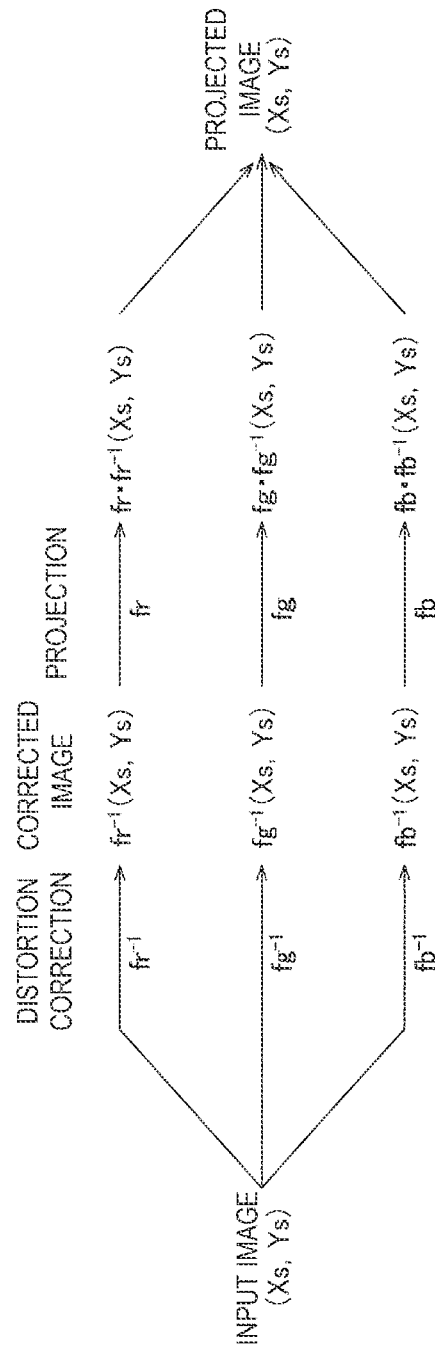 INPUT IMAGE
(Xs, Ys)
DISTORTION
CORRECTION
fr⁻¹
fg⁻¹
fb⁻¹
CORRECTED
IMAGE
fr⁻¹(Xs, Ys)
fg⁻¹(Xs, Ys)
fb⁻¹(Xs, Ys)
PROJECTION
fr
fg
fb
fr・fr⁻¹(Xs, Ys)
fg・fg⁻¹(Xs, Ys)
fb・fb⁻¹(Xs, Ys)
PROJECTED
IMAGE
(Xs, Ys)